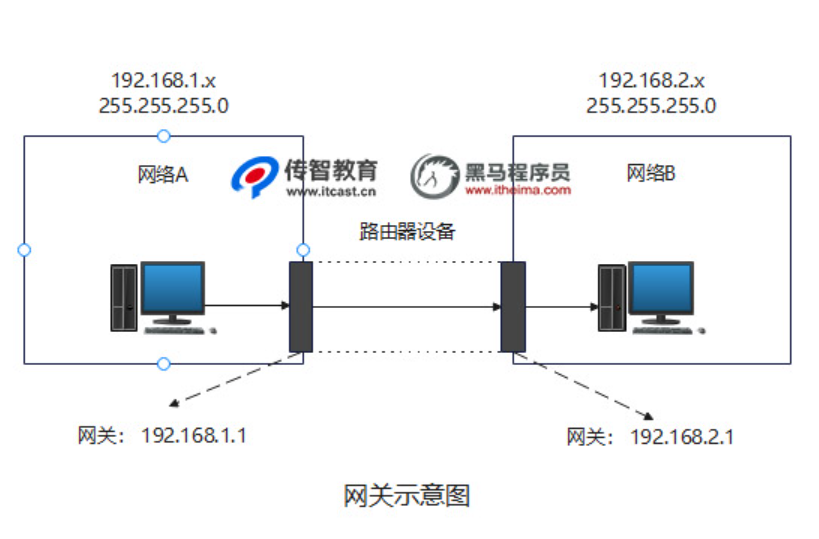 192.168.1.x
255.255.255.0
192.168.2.x
255.255.255.0
网络A
传智教育
www.itcast.cn
黑马程序员
www.itheima.com
网络B
路由器设备
网关： 192.168.1.1
网关： 192.168.2.1
网关示意图